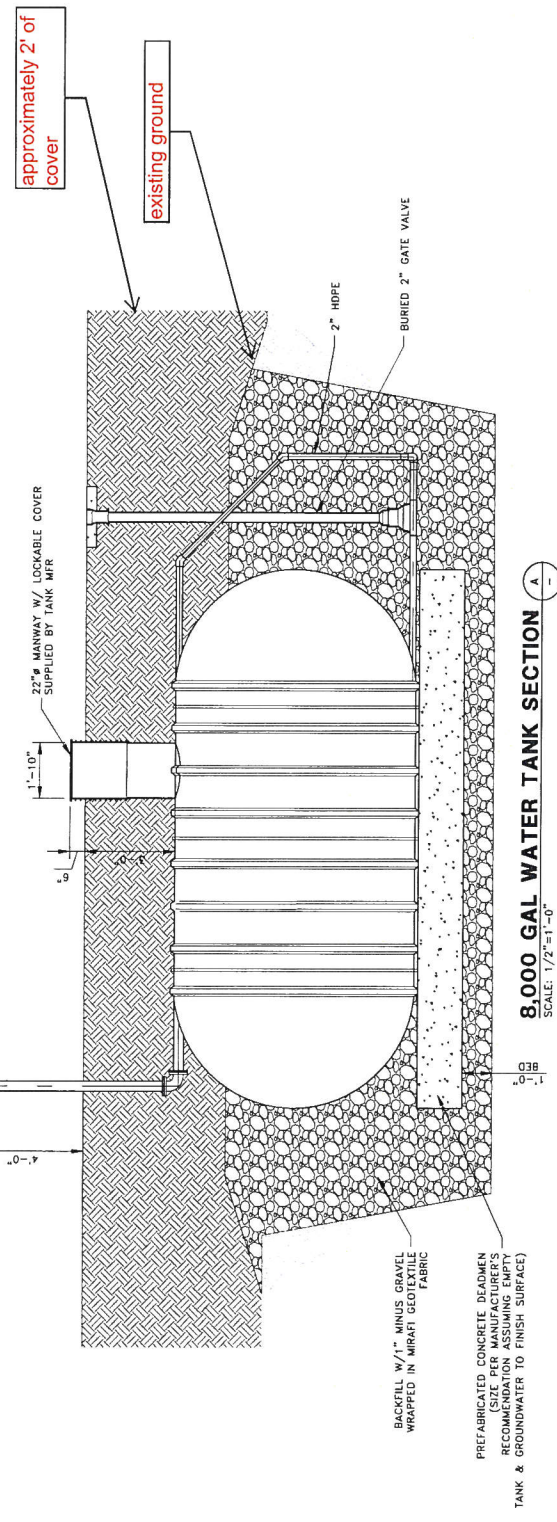 approximately 2' of
cover
existing ground
22"ø MANWAY W/ LOCKABLE COVER
SUPPLIED BY TANK MFR
1'-10"
6"
3'-0"
4'-0"
2" HDPE
BURIED 2" GATE VALVE
BACKFILL W/1" MINUS GRAVEL
WRAPPED IN MIRAFI GEOTEXTILE
FABRIC
PREFABRICATED CONCRETE DEADMEN
(SIZE PER MANUFACTURER'S
RECOMMENDATION ASSUMING EMPTY
TANK & GROUNDWATER TO FINISH SURFACE)
1'-0"
BED
8,000 GAL WATER TANK SECTION
SCALE: 1/2"=1'-0"
A
-